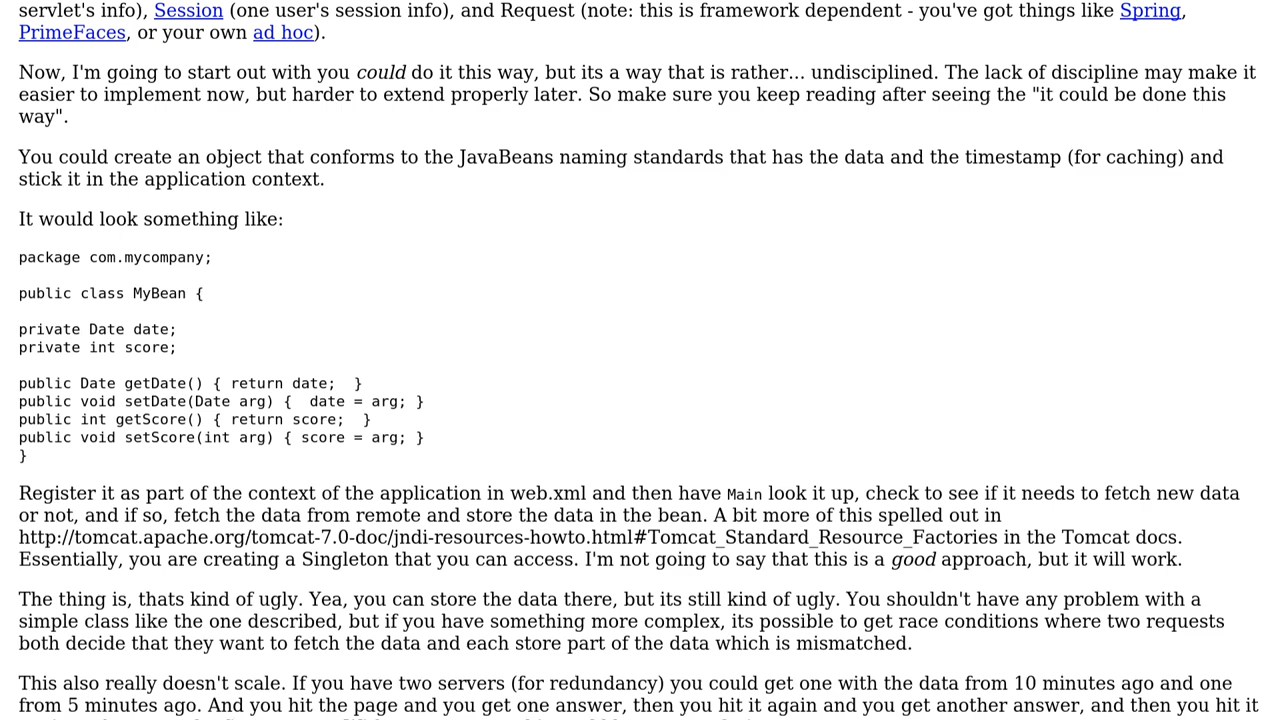 servlet's info), Session (one user's session info), and Request (note: this is framework dependent - you've got things like Spring,
PrimeFaces, or your own ad hoc).
Now, I'm going to start out with you could do it this way, but its a way that is rather... undisciplined. The lack of discipline may make it
easier to implement now, but harder to extend properly later. So make sure you keep reading after seeing the "it could be done this
way".
You could create an object that conforms to the JavaBeans naming standards that has the data and the timestamp (for caching) and
stick it in the application context.
It would look something like:
package com.mycompany;
public class MyBean {
private Date date;
private int score;
public Date getDate() { return date;  }
public void setDate(Date arg) {  date = arg; }
public int getScore() { return score;  }
public void setScore(int arg) { score = arg; }
}
Register it as part of the context of the application in web.xml and then have Main look it up, check to see if it needs to fetch new data
or not, and if so, fetch the data from remote and store the data in the bean. A bit more of this spelled out in
http://tomcat.apache.org/tomcat-7.0-doc/jndi-resources-howto.html#Tomcat_Standard_Resource_Factories in the Tomcat docs.
Essentially, you are creating a Singleton that you can access. I'm not going to say that this is a good approach, but it will work.
The thing is, thats kind of ugly. Yea, you can store the data there, but its still kind of ugly. You shouldn't have any problem with a
simple class like the one described, but if you have something more complex, its possible to get race conditions where two requests
both decide that they want to fetch the data and each store part of the data which is mismatched.
This also really doesn't scale. If you have two servers (for redundancy) you could get one with the data from 10 minutes ago and one
from 5 minutes ago. And you hit the page and you get one answer, then you hit it again and you get another answer, and then you hit it